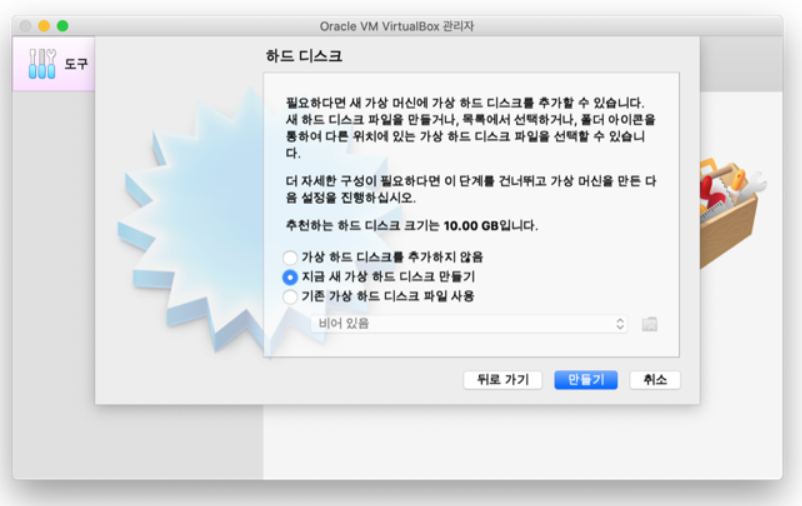 Oracle VM VirtualBox 관리자
도구
하드 디스크
필요하다면 새 가상 머신에 가상 하드 디스크를 추가할 수 있습니다.
새 하드 디스크 파일을 만들거나, 목록에서 선택하거나, 폴더 아이콘을
통하여 다른 위치에 있는 가상 하드 디스크 파일을 선택할 수 있습니
다.
더 자세한 구성이 필요하다면 이 단계를 건너뛰고 가상 머신을 만든 다
음 설정을 진행하십시오.
추천하는 하드 디스크 크기는 10.00 GB입니다.
가상 하드 디스크를 추가하지 않음
지금 새 가상 하드 디스크 만들기
기존 가상 하드 디스크 파일 사용
비어 있음
뒤로 가기 만들기 취소